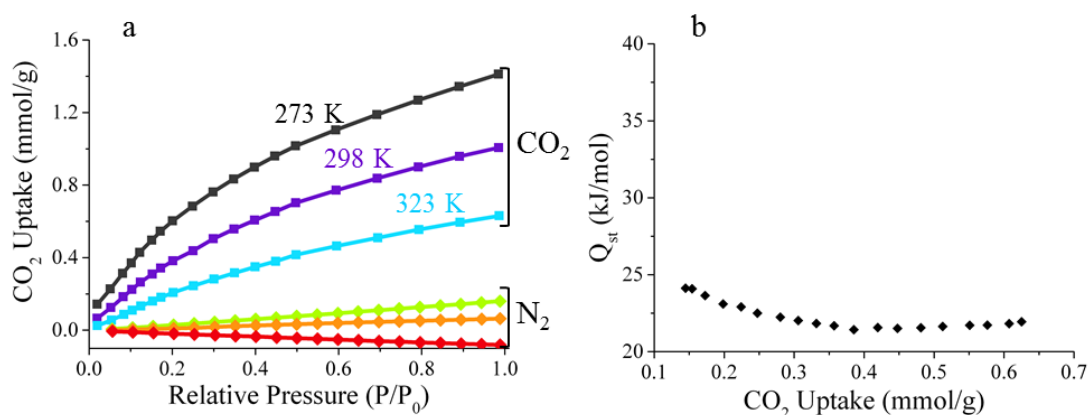 a
CO₂ Uptake (mmol/g)
1.6
1.2
0.8
0.4
0.0
273 K
298 K
323 K
CO₂
N₂
0.0 0.2 0.4 0.6 0.8 1.0
Relative Pressure (P/P₀)
b
Qst (kJ/mol)
40
35
30
25
20
0.1 0.2 0.3 0.4 0.5 0.6 0.7
CO₂ Uptake (mmol/g)